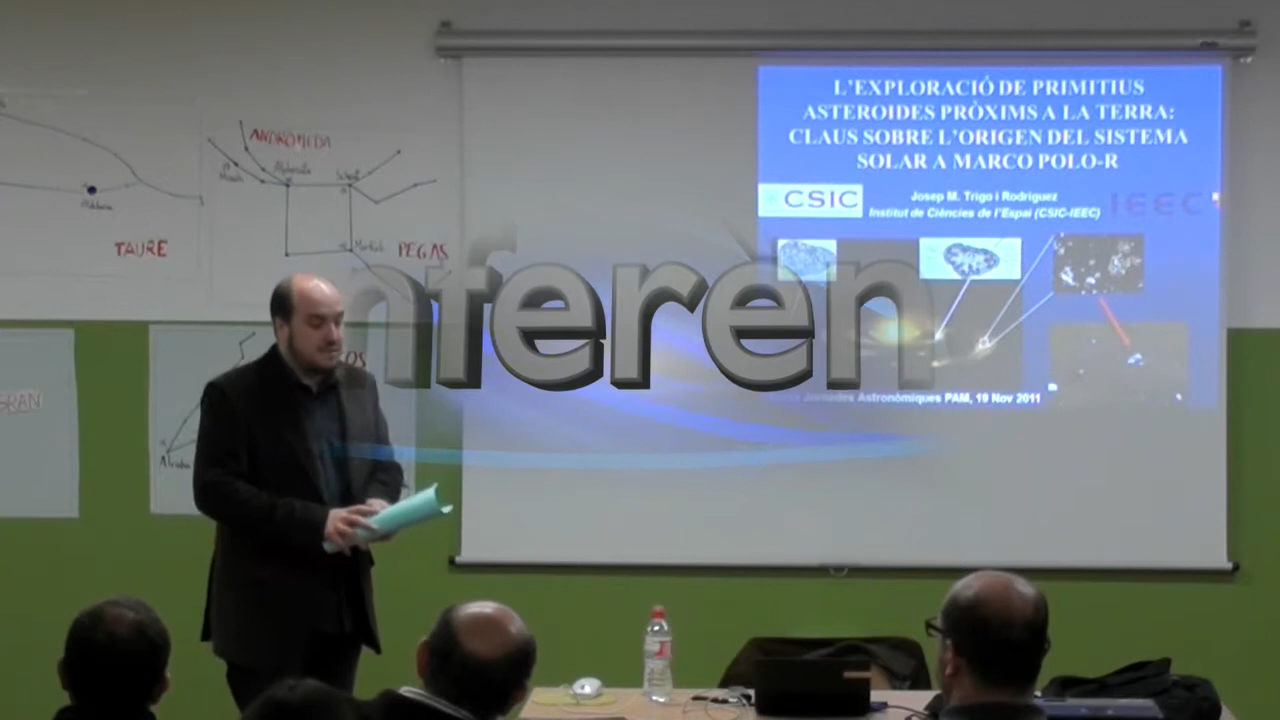 L'EXPLORACIÓ DE PRIMITIUS
ASTEROIDES PRÒXIMS A LA TERRA:
CLAUS SOBRE L'ORIGEN DEL SISTEMA
SOLAR A MARCO POLO-R
CSIC
Josep M. Trigo i Rodríguez
Institut de Ciències de l'Espai (CSIC-IEEC)
IEEC
Jornades Astronòmiques PAM, 19 Nov 2011
nferèn
ANDROMEDA
TAURE
PEGAS